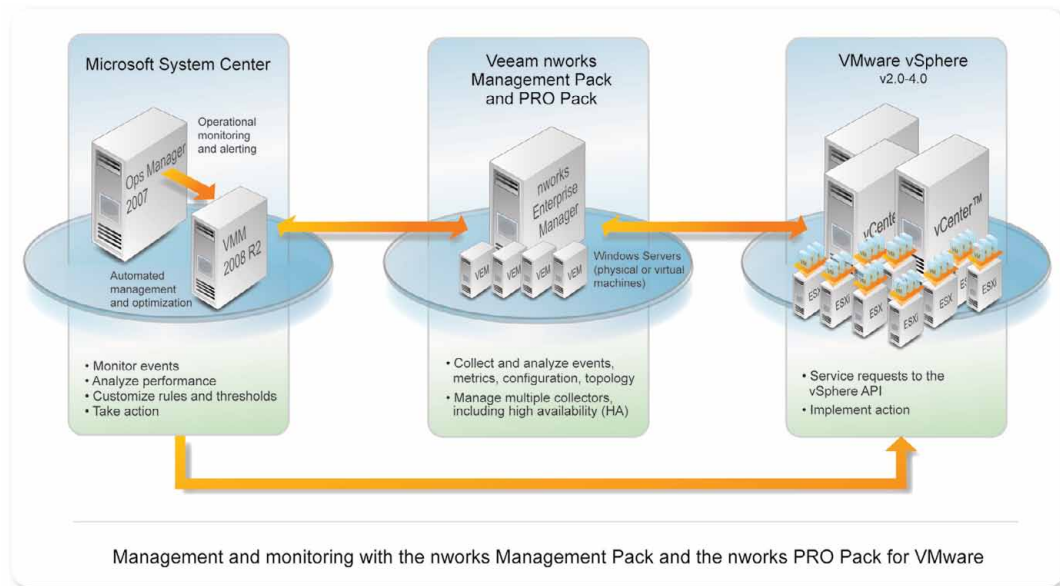 Microsoft System Center
Operational
monitoring
and alerting
Ops Manager
2007
VMM
2008 R2
Automated
management
and optimization
• Monitor events
• Analyze performance
• Customize rules and thresholds
• Take action
Veeam nworks
Management Pack
and PRO Pack
nworks
Enterprise
Manager
VEM
VEM
VEM
VEM
Windows Servers
(physical or virtual
machines)
• Collect and analyze events,
metrics, configuration, topology
• Manage multiple collectors,
including high availability (HA)
VMware vSphere
v2.0-4.0
vCenter
vCenter™
ESXi
ESX
ESXi
ESXi
ESX
ESXi
• Service requests to the
vSphere API
• Implement action
Management and monitoring with the nworks Management Pack and the nworks PRO Pack for VMware